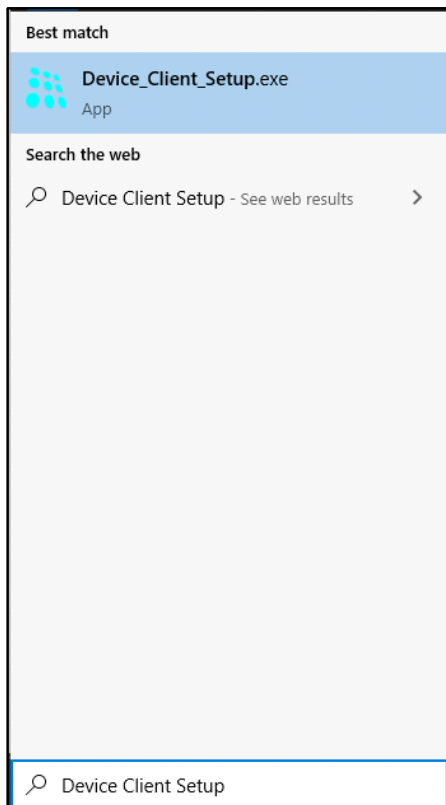 Best match
Device_Client_Setup.exe
App
Search the web
Device Client Setup - See web results
Device Client Setup